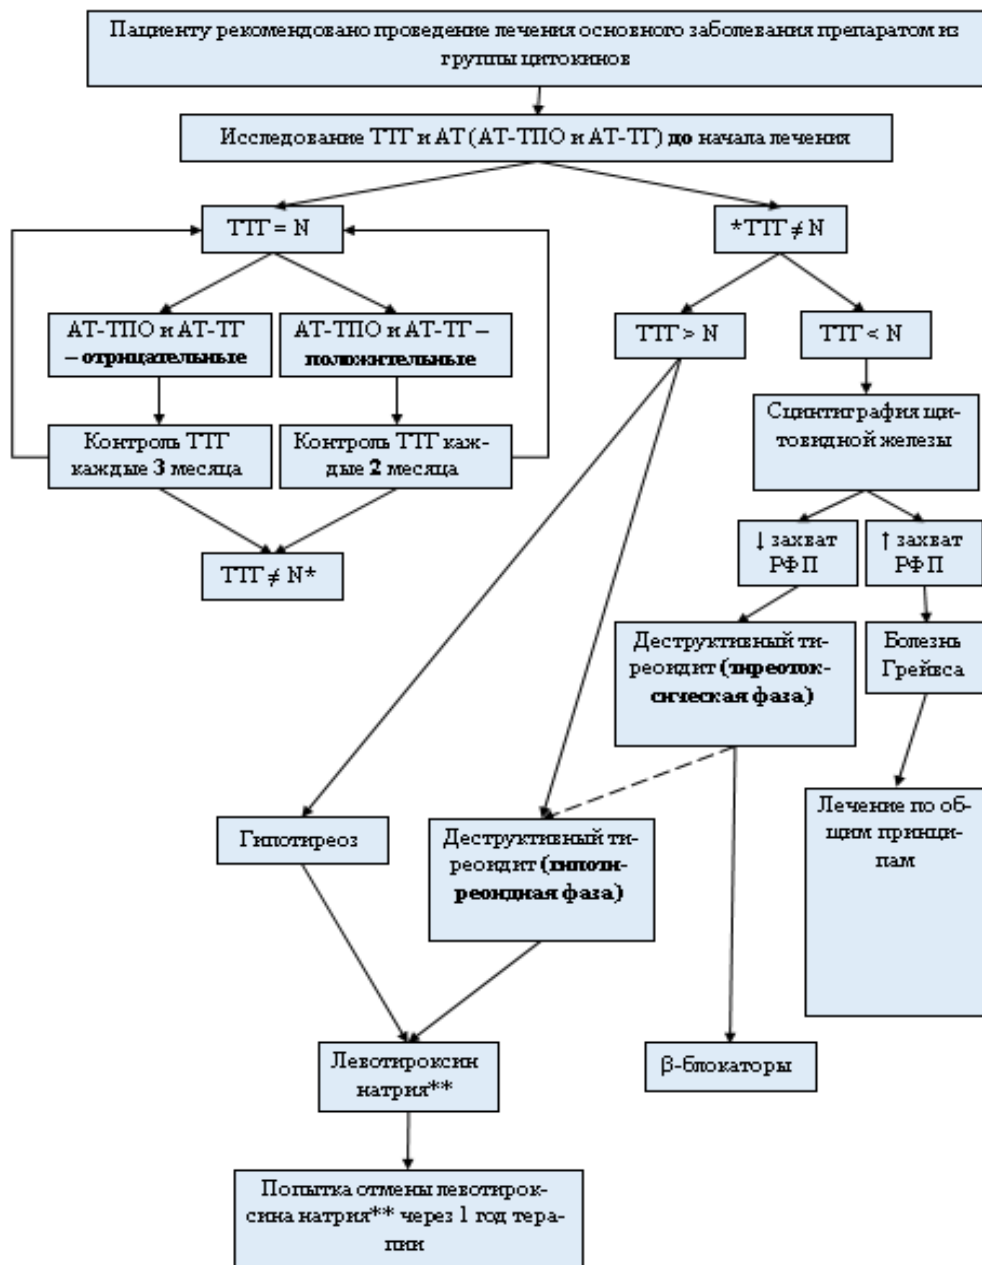 Пациенту рекомендовано проведение лечения основного заболевания препаратом из
группы цитокинов
Исследование ТТГ и АТ (АТ-ТПО и АТ-ТГ) до начала лечения
ТТГ = N
*ТТГ ≠ N
АТ-ТПО и АТ-ТГ
– отрицательные
АТ-ТПО и АТ-ТГ –
положительные
ТТГ > N
ТТГ < N
Контроль ТТГ
каждые 3 месяца
Контроль ТТГ каж-
дые 2 месяца
Сцинтиграфия щи-
товидной железы
ТТГ ≠ N*
↓ захват
РФП
↑ захват
РФП
Деструктивный ти-
реоидит (тиреоток-
сическая фаза)
Болезнь
Грейвса
Гипотиреоз
Деструктивный ти-
реоидит (гипоти-
реоидная фаза)
Лечение по об-
щим принци-
пам
Левотироксин
натрия**
β-блокаторы
Попытка отмены левотирок-
сина натрия** через 1 год тера-
пии